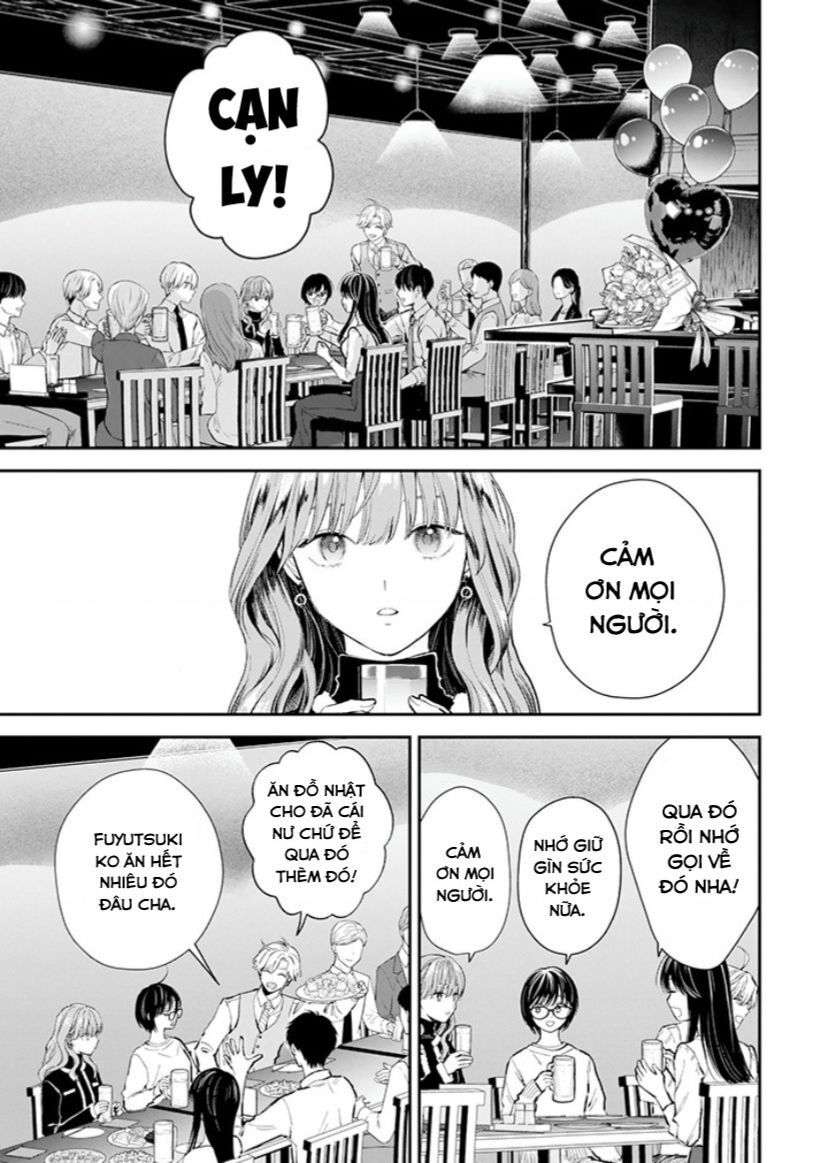 CẠN
LY!
CẢM
ƠN MỌI
NGƯỜI.
QUA ĐÓ
RỒI NHỚ
GỌI VỀ
ĐÓ NHA!
NHỚ GIỮ
GÌN SỨC
KHỎE
NỮA.
CẢM
ƠN MỌI
NGƯỜI.
ĂN ĐỒ NHẬT
CHO ĐÃ CÁI
NƯ CHỨ ĐỂ
QUA ĐÓ
THÈM ĐÓ!
FUYUTSUKI
KO ĂN HẾT
NHIÊU ĐÓ
ĐÂU CHA.